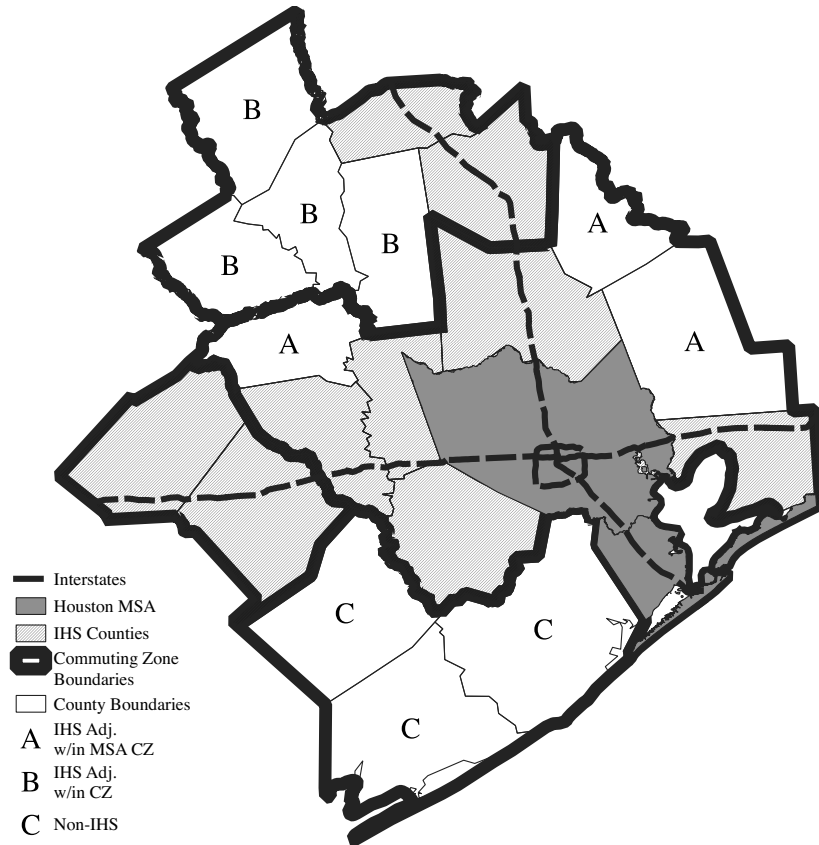 B
B
A
B
B
A
A
C
C
C
Interstates
Houston MSA
IHS Counties
Commuting Zone
Boundaries
County Boundaries
A IHS Adj.
w/in MSA CZ
B IHS Adj.
w/in CZ
C Non-IHS